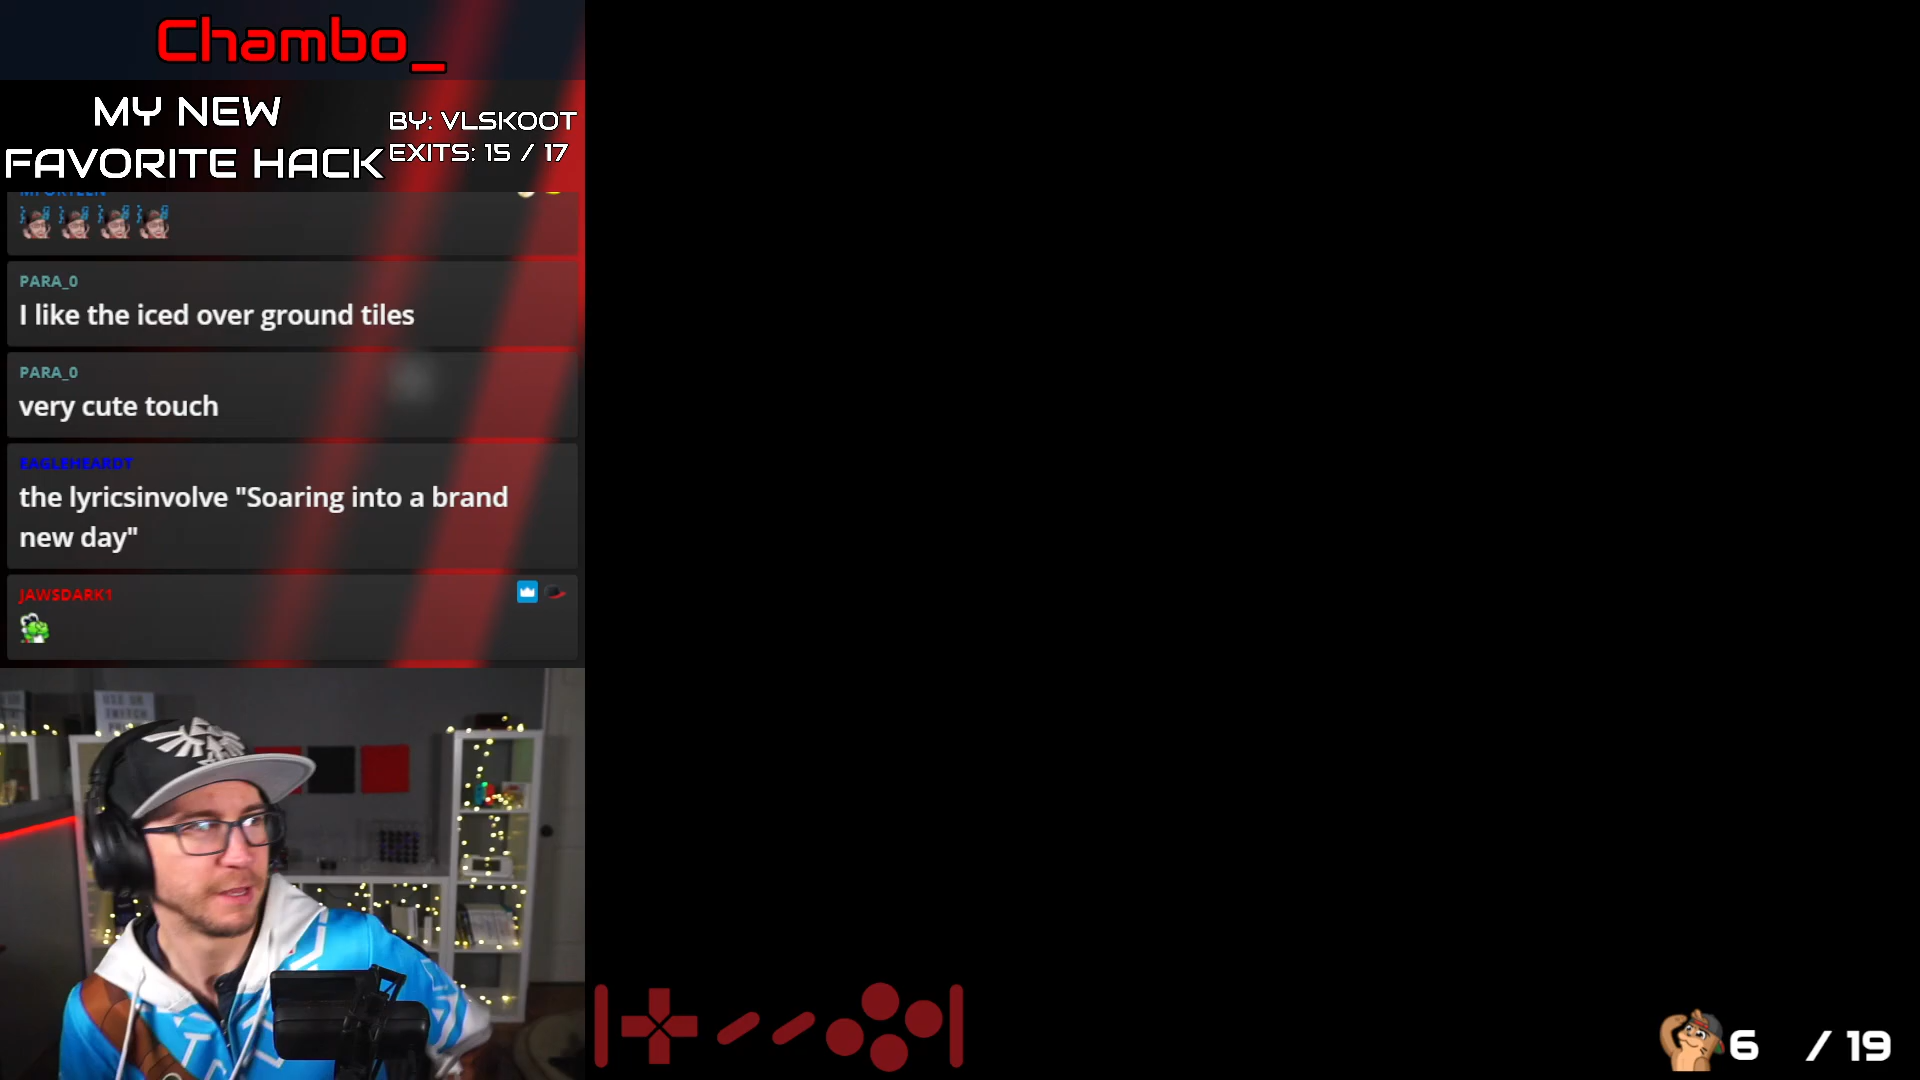 Chambo_
MY NEW
FAVORITE HACK
BY: VLSKOOT
EXITS: 15 / 17
PARA_0
I like the iced over ground tiles
PARA_0
very cute touch
EAGLEHEARDT
the lyricsinvolve "Soaring into a brand
new day"
JAWSDARK1
6 / 19